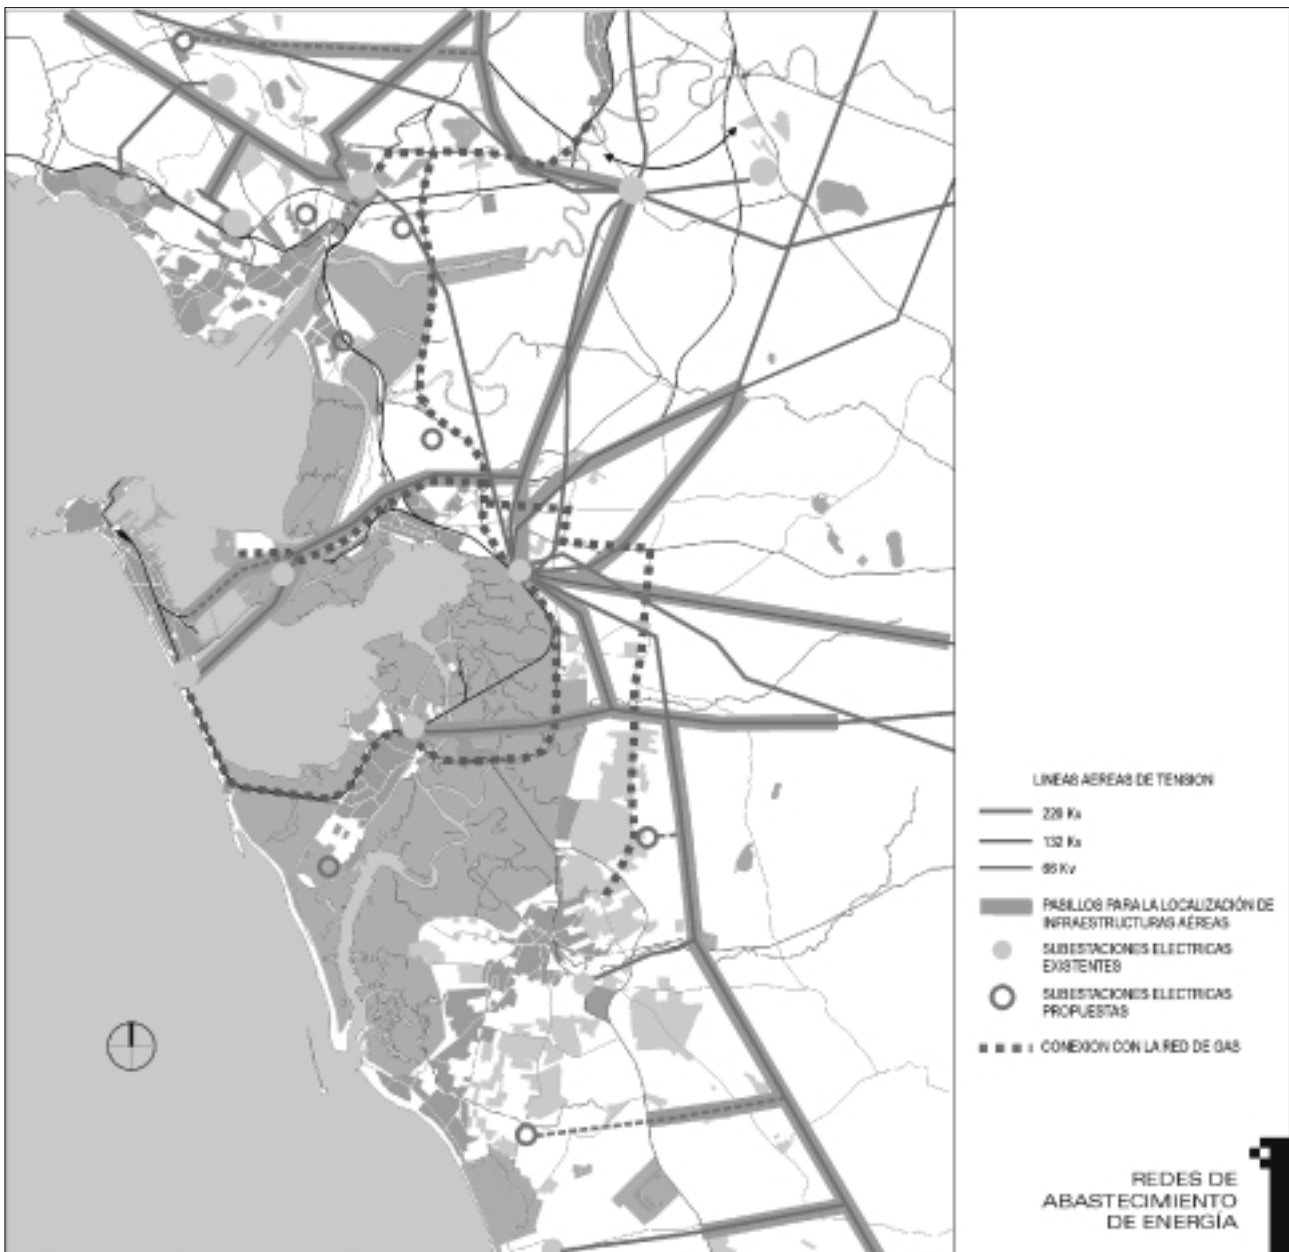 LINEAS AEREAS DE TENSION
220 Kv
132 Kv
66 Kv
PASILLOS PARA LA LOCALIZACIÓN DE
INFRAESTRUCTURAS AÉREAS
SUBESTACIONES ELECTRICAS
EXISTENTES
SUBESTACIONES ELECTRICAS
PROPUESTAS
CONEXION CON LA RED DE GAS
REDES DE
ABASTECIMIENTO
DE ENERGÍA